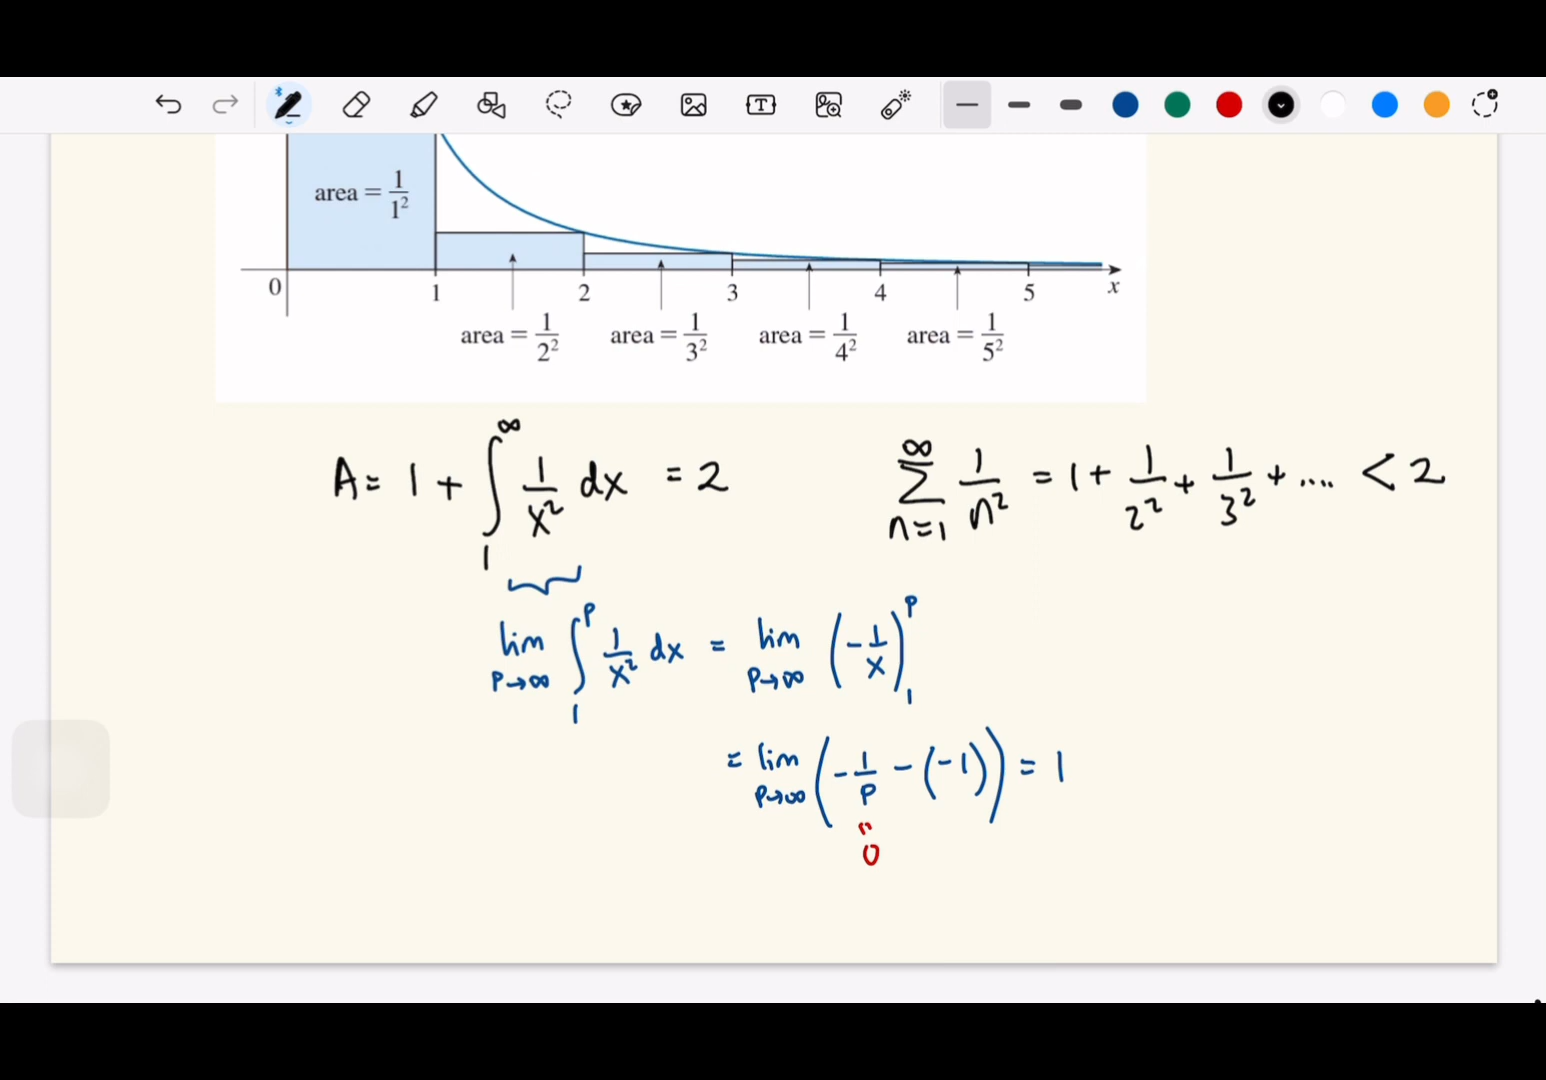 area = 1/1²
0 1 2 3 4 5 x
area = 1/2² area = 1/3² area = 1/4² area = 1/5²
A = 1 + ∫₁^∞ 1/x² dx = 2
∑_{n=1}^∞ 1/n² = 1 + 1/2² + 1/3² + .... < 2
lim_{P→∞} ∫₁^P 1/x² dx = lim_{P→∞} (-1/x)₁^P
= lim_{P→∞} (-1/P - (-1)) = 1
"
0